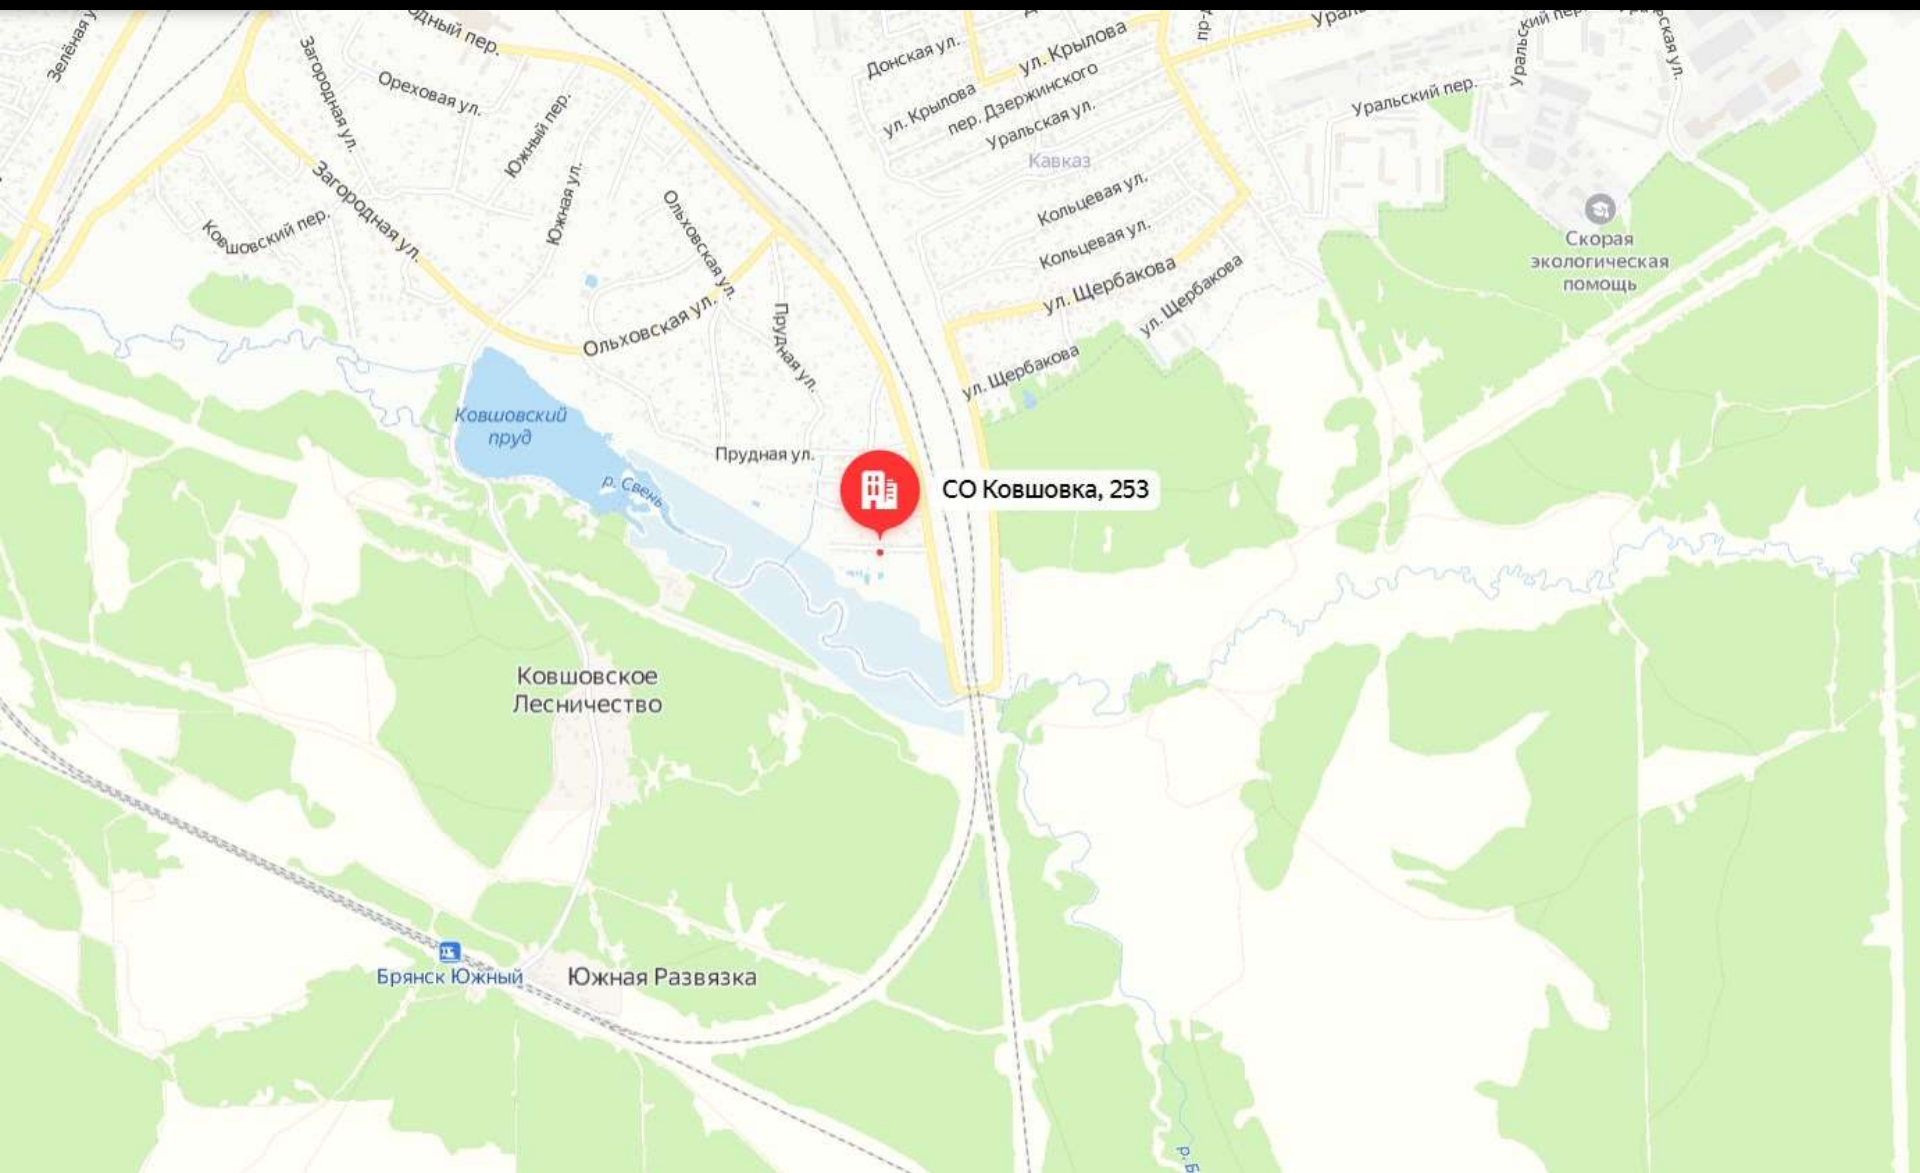 Зелёная у
Загородная ул.
Ореховая ул.
Южный пер.
Южная ул.
Загородная ул.
Ковшовский пер.
Ольховская ул.
Ольховская ул.
Прудная ул.
Прудная ул.
Донская ул.
ул. Крылова
ул. Крылова
пер. Дзержинского
Уральская ул.
Кавказ
Кольцевая ул.
Кольцевая ул.
ул. Щербакова
ул. Щербакова
ул. Щербакова
Уральский пер.
Скорая
экологическая
помощь
Ковшовский
пруд
р. Свень
СО Ковшовка, 253
Ковшовское
Лесничество
Брянск Южный
Южная Развязка
р. Б